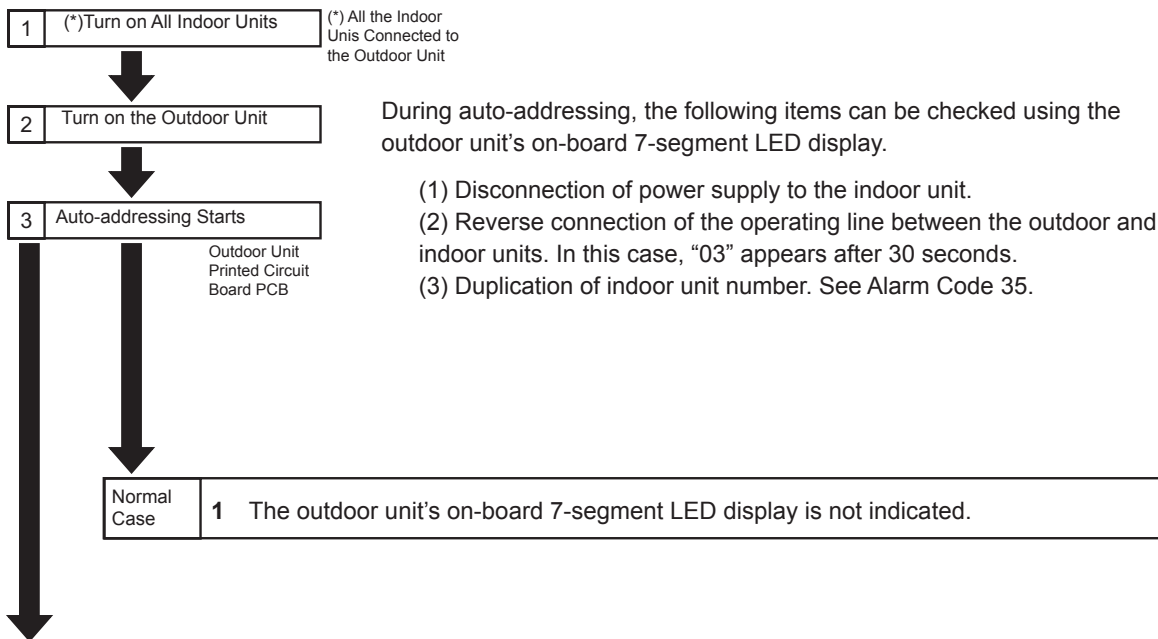 1 (*)Turn on All Indoor Units
(*) All the Indoor
Unis Connected to
the Outdoor Unit
2 Turn on the Outdoor Unit
During auto-addressing, the following items can be checked using the
outdoor unit's on-board 7-segment LED display.
(1) Disconnection of power supply to the indoor unit.
(2) Reverse connection of the operating line between the outdoor and
indoor units. In this case, “03” appears after 30 seconds.
(3) Duplication of indoor unit number. See Alarm Code 35.
3 Auto-addressing Starts
Outdoor Unit
Printed Circuit
Board PCB
Normal
Case
1 The outdoor unit's on-board 7-segment LED display is not indicated.